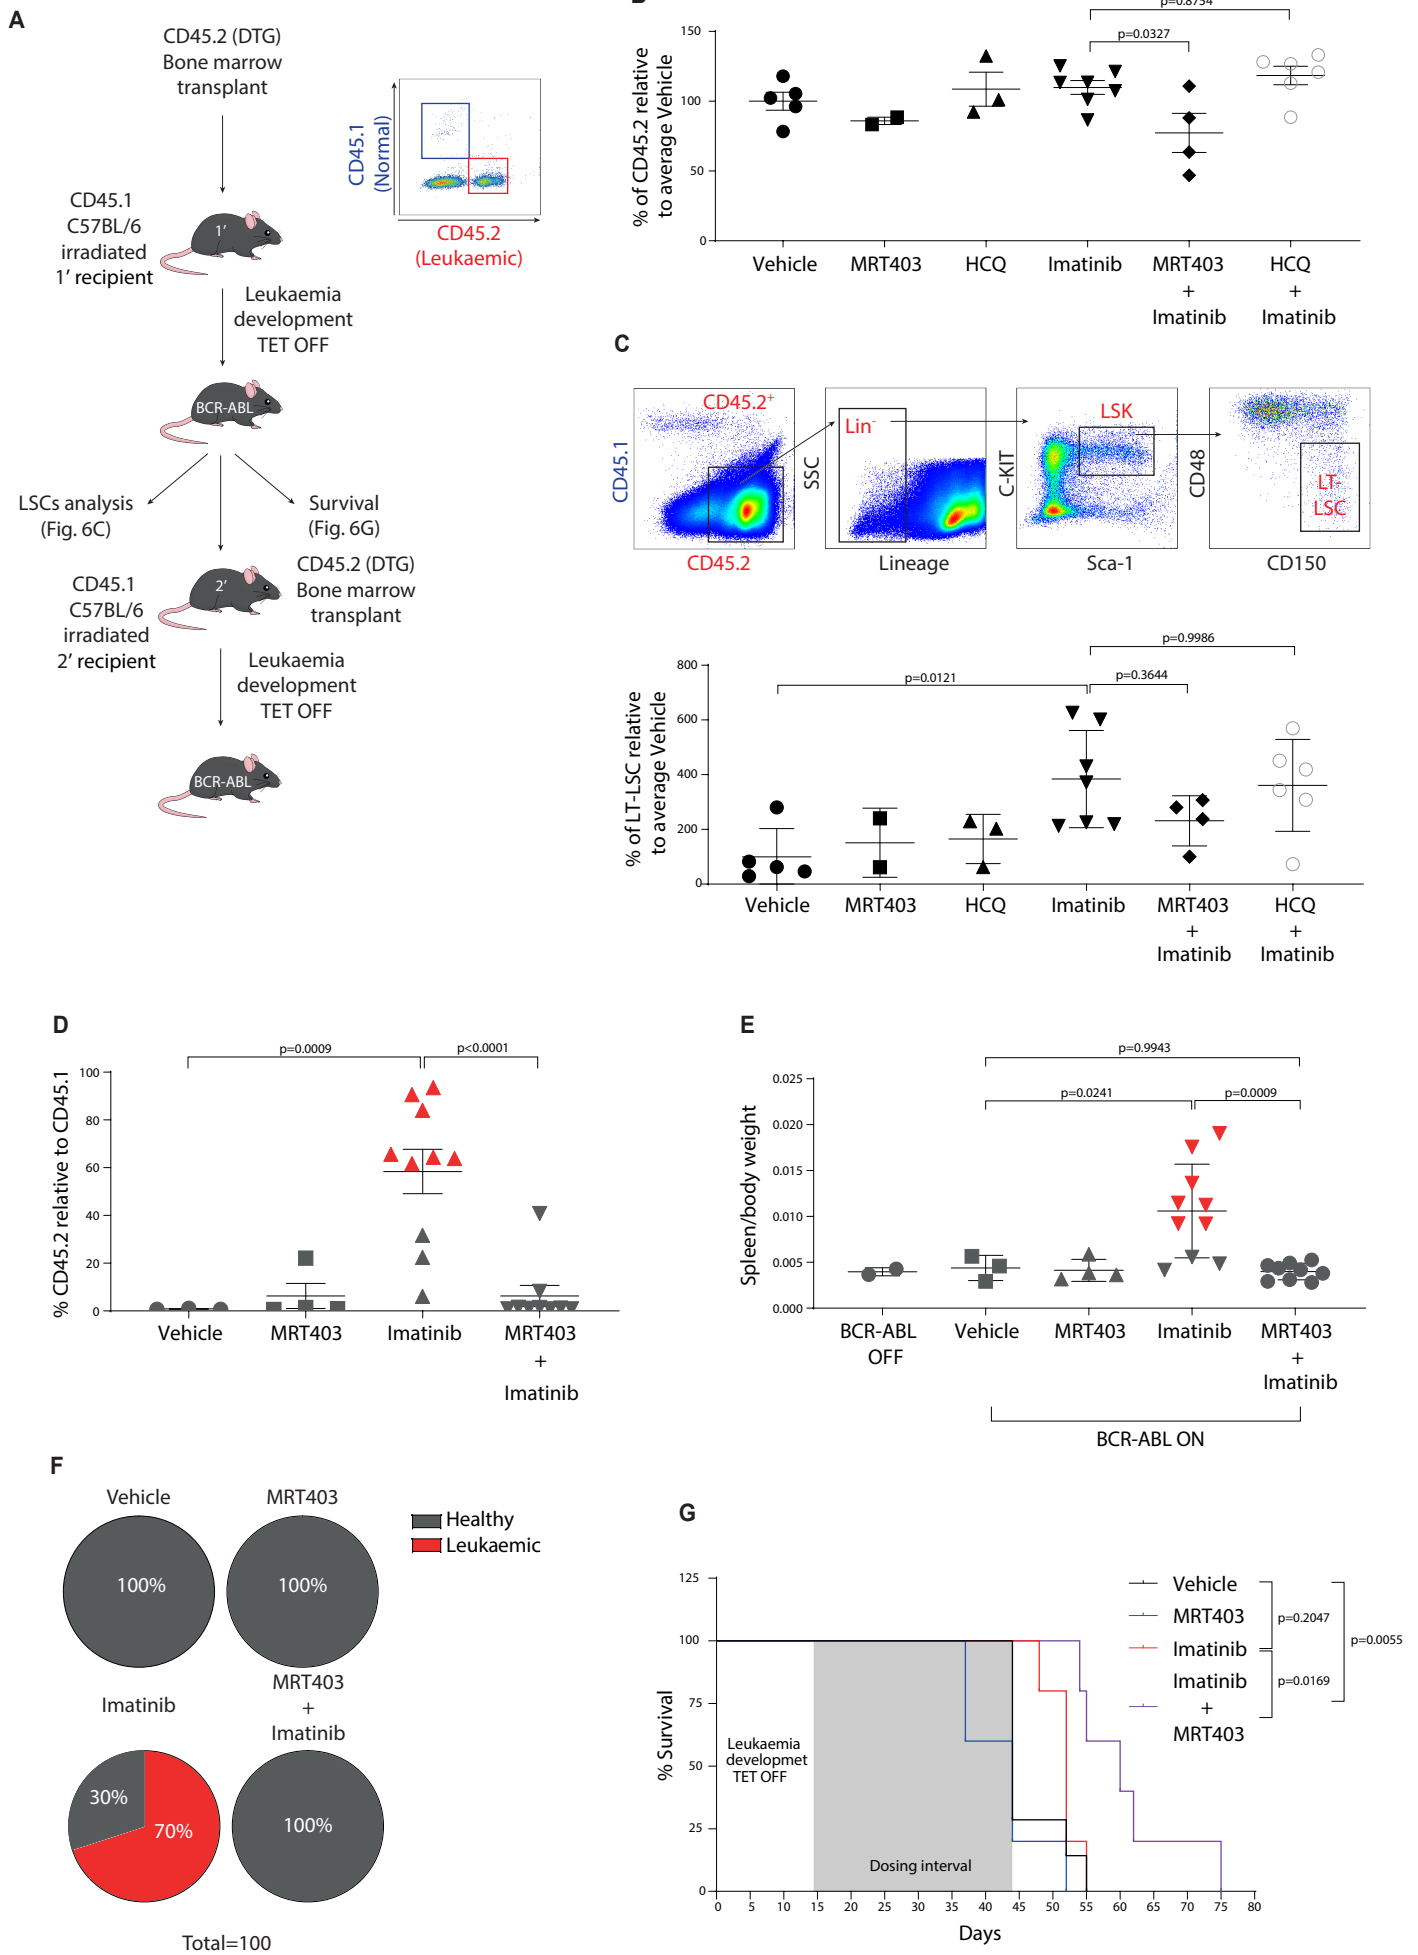 A
CD45.2 (DTG)
Bone marrow
transplant
CD45.1
(Normal)
CD45.2
(Leukaemic)
CD45.1
C57BL/6
irradiated
1’ recipient
1’
Leukaemia
development
TET OFF
BCR-ABL
LSCs analysis
(Fig. 6C)
Survival
(Fig. 6G)
CD45.1
C57BL/6
irradiated
2’ recipient
2’
CD45.2 (DTG)
Bone marrow
transplant
Leukaemia
development
TET OFF
BCR-ABL
p=0.8754
p=0.0327
% of CD45.2 relative
to average Vehicle
150
100
50
0
Vehicle
MRT403
HCQ
Imatinib
MRT403
+
Imatinib
HCQ
+
Imatinib
C
CD45.2+
CD45.1
CD45.2
Lin-
SSC
Lineage
LSK
C-KIT
Sca-1
CD48
LT-
LSC
CD150
p=0.9986
p=0.0121
p=0.3644
% of LT-LSC relative
to average Vehicle
800
600
400
200
0
Vehicle
MRT403
HCQ
Imatinib
MRT403
+
Imatinib
HCQ
+
Imatinib
D
p=0.0009
p<0.0001
% CD45.2 relative to CD45.1
100
80
60
40
20
0
Vehicle
MRT403
Imatinib
MRT403
+
Imatinib
E
p=0.9943
p=0.0241
p=0.0009
Spleen/body weight
0.025
0.020
0.015
0.010
0.005
0.000
BCR-ABL
OFF
Vehicle
MRT403
Imatinib
MRT403
+
Imatinib
BCR-ABL ON
F
Vehicle
MRT403
Healthy
Leukaemic
100%
100%
Imatinib
MRT403
+
Imatinib
30%
70%
100%
Total=100
G
% Survival
125
100
75
50
25
0
Leukaemia
developmet
TET OFF
Dosing interval
0 5 10 15 20 25 30 35 40 45 50 55 60 65 70 75 80
Days
Vehicle
MRT403
Imatinib
Imatinib
+
MRT403
p=0.2047
p=0.0169
p=0.0055